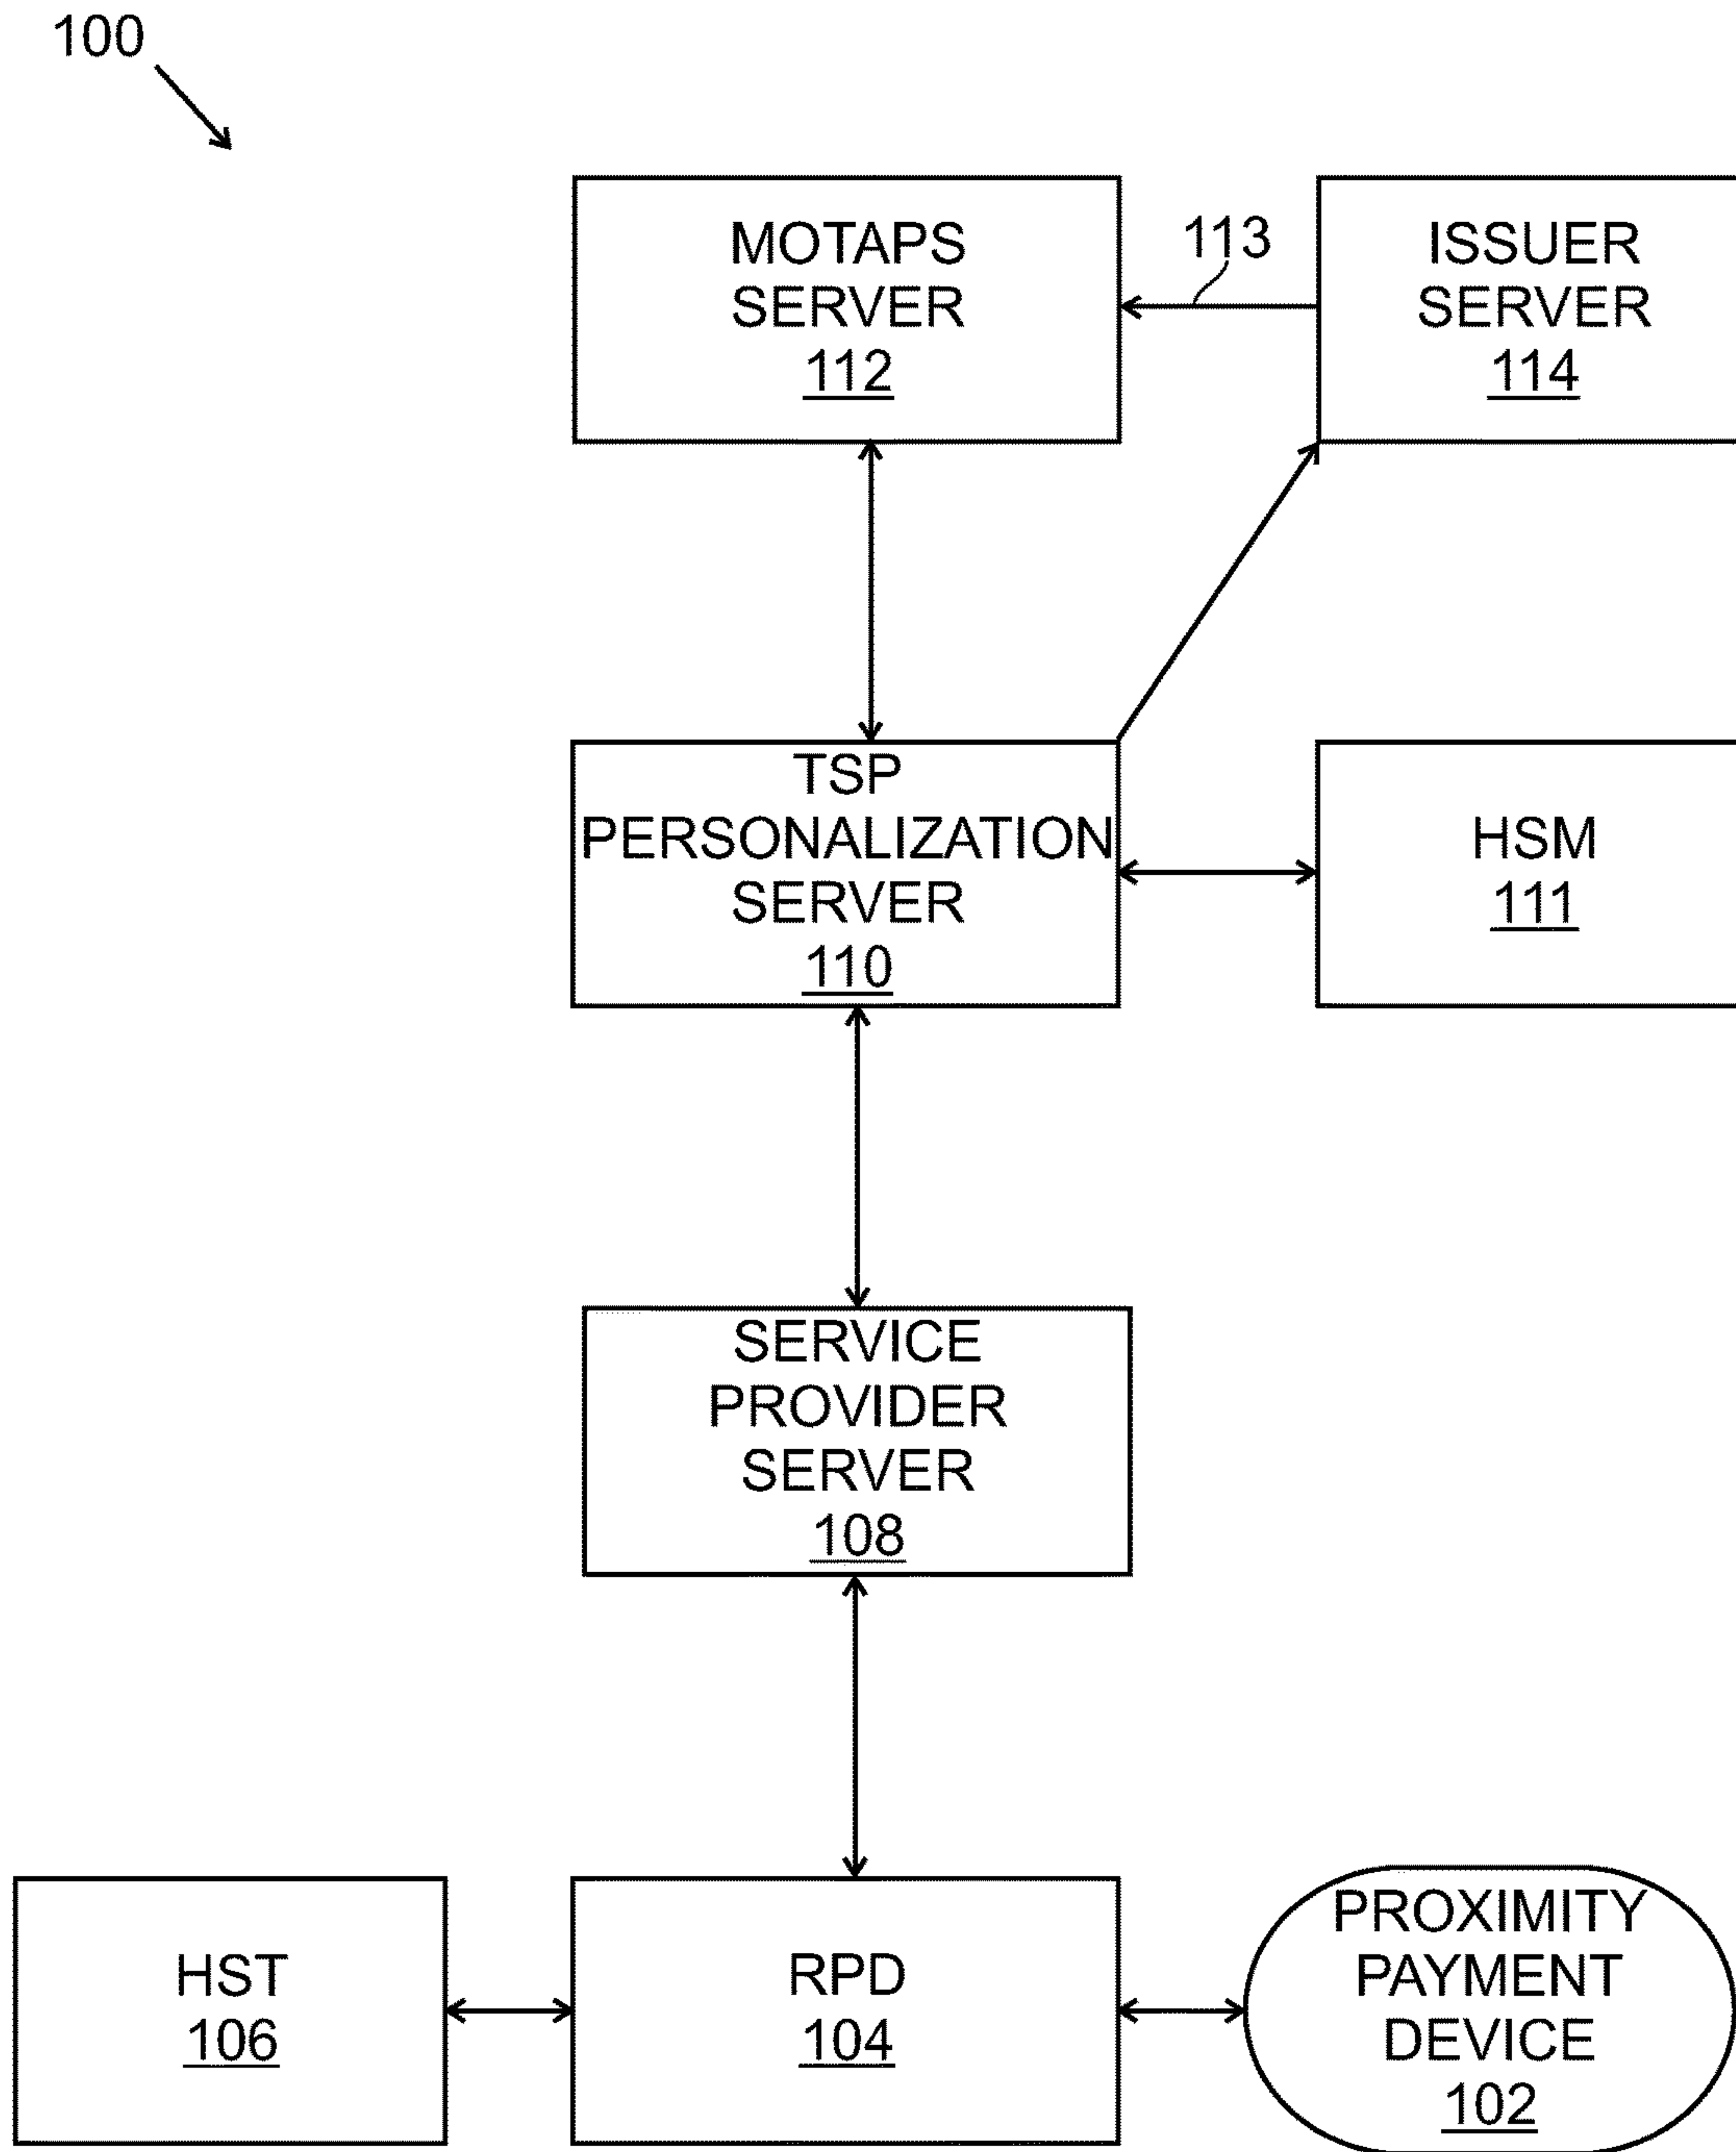 100
MOTAPS
SERVER
112
113
ISSUER
SERVER
114
TSP
PERSONALIZATION
SERVER
110
HSM
111
SERVICE
PROVIDER
SERVER
108
HST
106
RPD
104
PROXIMITY
PAYMENT
DEVICE
102